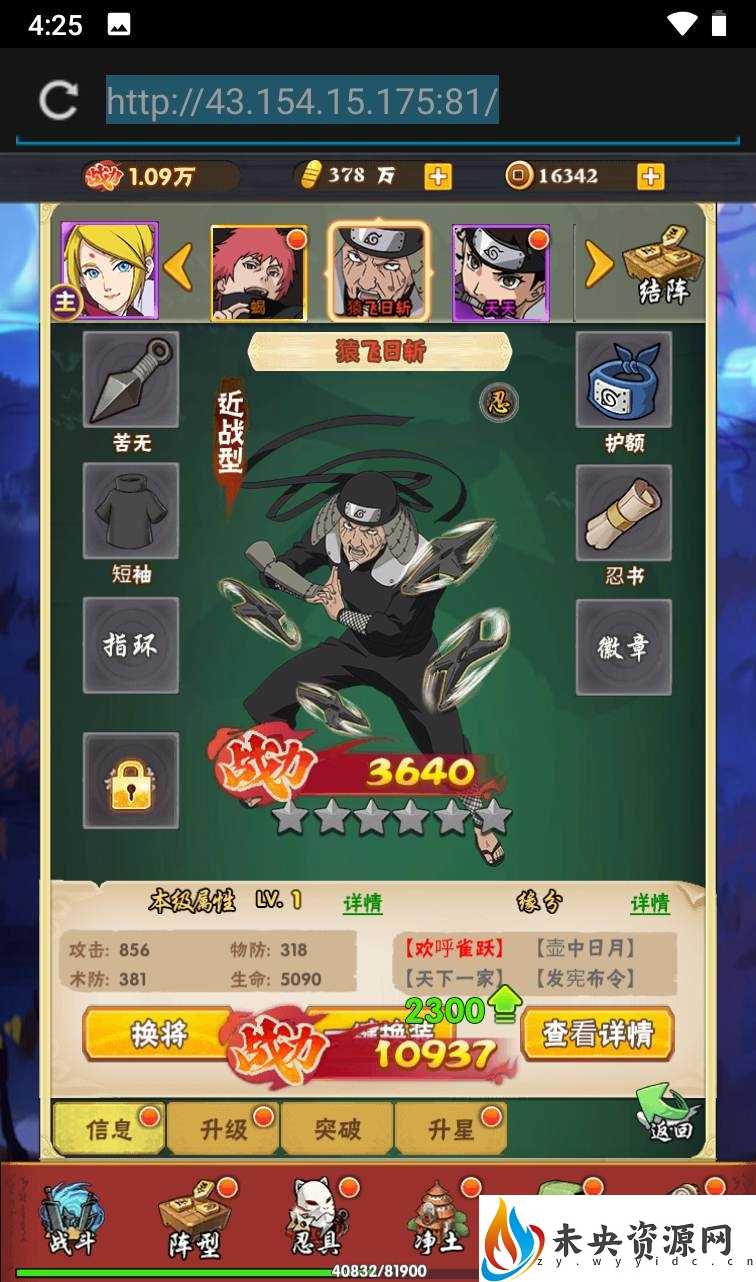 4:25
http://43.154.15.175:81/
战力 1.09万
378 万
16342
主
蝎
猿飞日斩
天天
结阵
猿飞日斩
近战型
忍
苦无
护额
短袖
忍书
指环
徽章
战力 3640
本级属性 LV. 1 详情
缘分 详情
攻击: 856 物防: 318
术防: 381 生命: 5090
【欢呼雀跃】 【壶中日月】
【天下一家】 【发宪布令】
2300
换将
查看详情
战力 10937
信息 升级 突破 升星
返回
战斗 阵型 忍具 净土
40832/81900
未央资源网
zy.wyyidc.cn